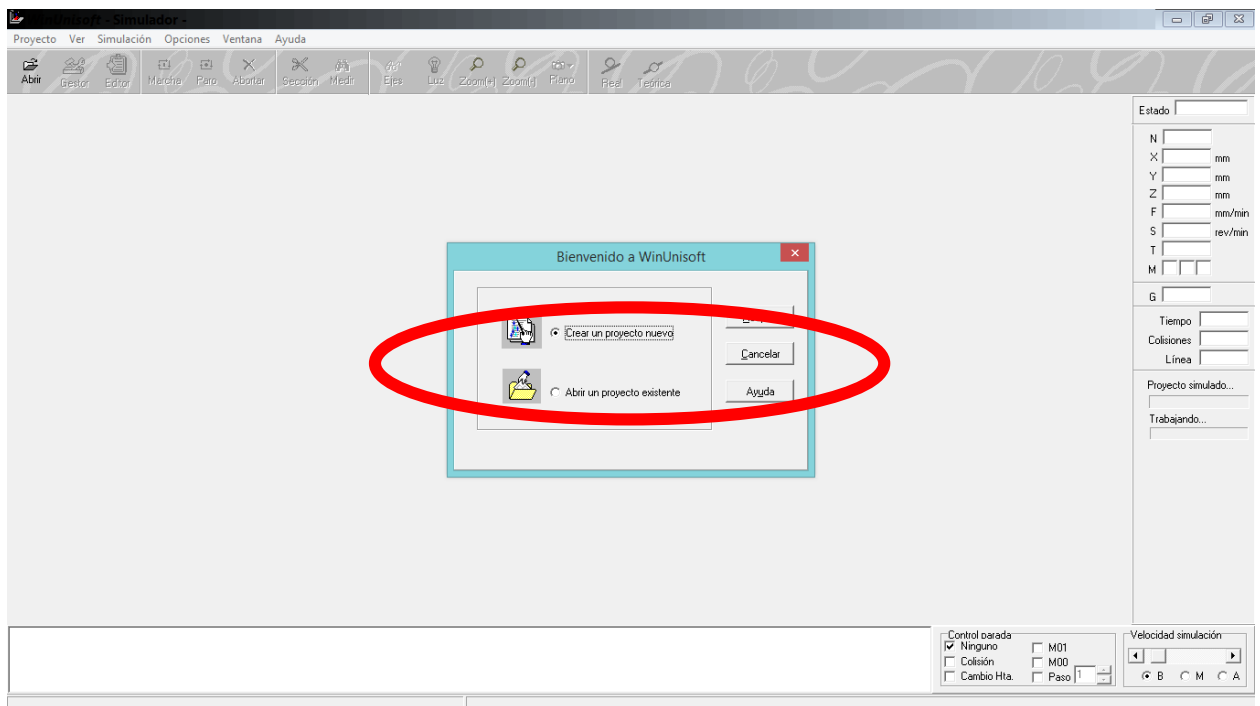 WinUnisoft - Simulador -
Proyecto Ver Simulación Opciones Ventana Ayuda
Abrir Gestor Editor Marcha Paro Abortar Sección Medir Ejes Luz Zoom(+) Zoom(-) Plano Real Teórica
Estado
N
X mm
Y mm
Z mm
F mm/min
S rev/min
T
M
G
Tiempo
Colisiones
Línea
Proyecto simulado...
Trabajando...
Bienvenido a WinUnisoft
Crear un proyecto nuevo
Cancelar
Abrir un proyecto existente
Ayuda
Control parada
Ninguno M01
Colisión M00
Cambio Hta. Paso 1
Velocidad simulación
B M A